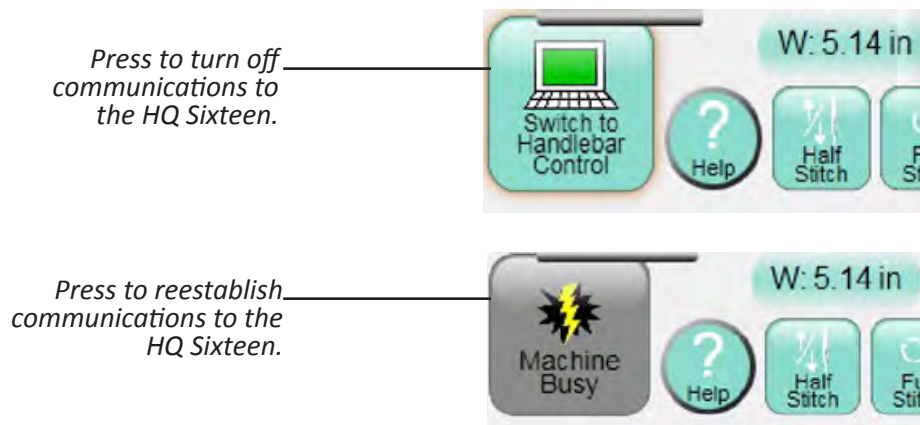 Press to turn off
communications to
the HQ Sixteen.
W: 5.14 in
Switch to
Handlebar
Control
?
Help
Half
Stitch
Press to reestablish
communications to the
HQ Sixteen.
W: 5.14 in
Machine
Busy
?
Help
Half
Stitch